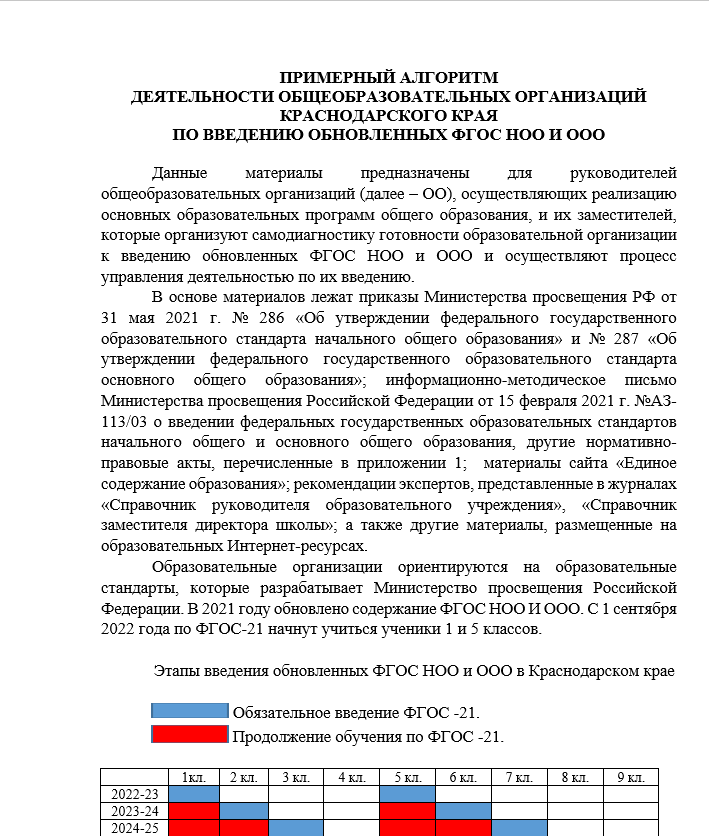 ПРИМЕРНЫЙ АЛГОРИТМ
ДЕЯТЕЛЬНОСТИ ОБЩЕОБРАЗОВАТЕЛЬНЫХ ОРГАНИЗАЦИЙ
КРАСНОДАРСКОГО КРАЯ
ПО ВВЕДЕНИЮ ОБНОВЛЕННЫХ ФГОС НОО И ООО
Данные материалы предназначены для руководителей
общеобразовательных организаций (далее – ОО), осуществляющих реализацию
основных образовательных программ общего образования, и их заместителей,
которые организуют самодиагностику готовности образовательной организации
к введению обновленных ФГОС НОО и ООО и осуществляют процесс
управления деятельностью по их введению.
В основе материалов лежат приказы Министерства просвещения РФ от
31 мая 2021 г. № 286 «Об утверждении федерального государственного
образовательного стандарта начального общего образования» и № 287 «Об
утверждении федерального государственного образовательного стандарта
основного общего образования»; информационно-методическое письмо
Министерства просвещения Российской Федерации от 15 февраля 2021 г. №АЗ-
113/03 о введении федеральных государственных образовательных стандартов
начального общего и основного общего образования, другие нормативно-
правовые акты, перечисленные в приложении 1; материалы сайта «Единое
содержание образования»; рекомендации экспертов, представленные в журналах
«Справочник руководителя образовательного учреждения», «Справочник
заместителя директора школы»; а также другие материалы, размещенные на
образовательных Интернет-ресурсах.
Образовательные организации ориентируются на образовательные
стандарты, которые разрабатывает Министерство просвещения Российской
Федерации. В 2021 году обновлено содержание ФГОС НОО И ООО. С 1 сентября
2022 года по ФГОС-21 начнут учиться ученики 1 и 5 классов.
Этапы введения обновленных ФГОС НОО и ООО в Краснодарском крае
Обязательное введение ФГОС -21.
Продолжение обучения по ФГОС -21.
1кл. 2 кл. 3 кл. 4 кл. 5 кл. 6 кл. 7 кл. 8 кл. 9 кл.
2022-23
2023-24
2024-25